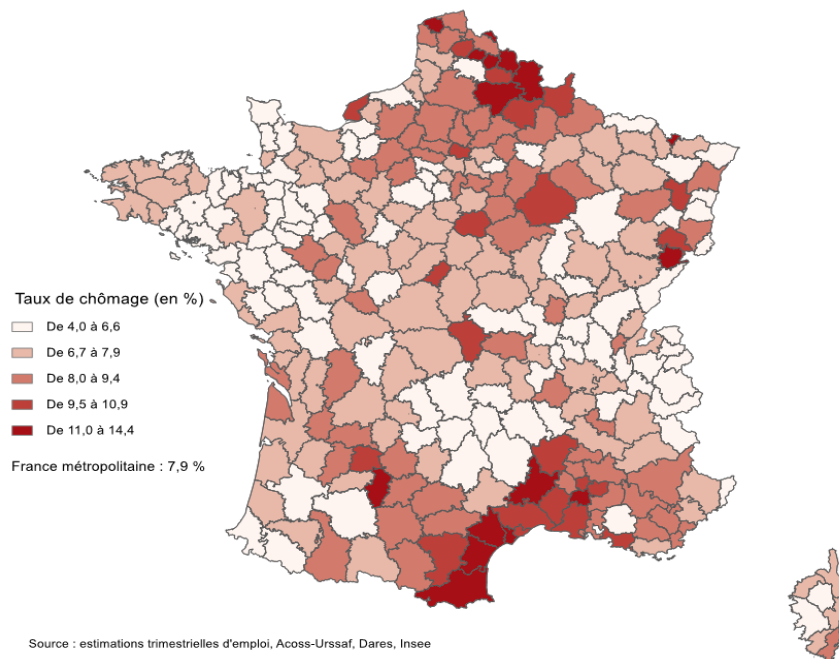 Taux de chômage (en %)
De 4,0 à 6,6
De 6,7 à 7,9
De 8,0 à 9,4
De 9,5 à 10,9
De 11,0 à 14,4
France métropolitaine : 7,9 %
Source : estimations trimestrielles d'emploi, Acoss-Urssaf, Dares, Insee